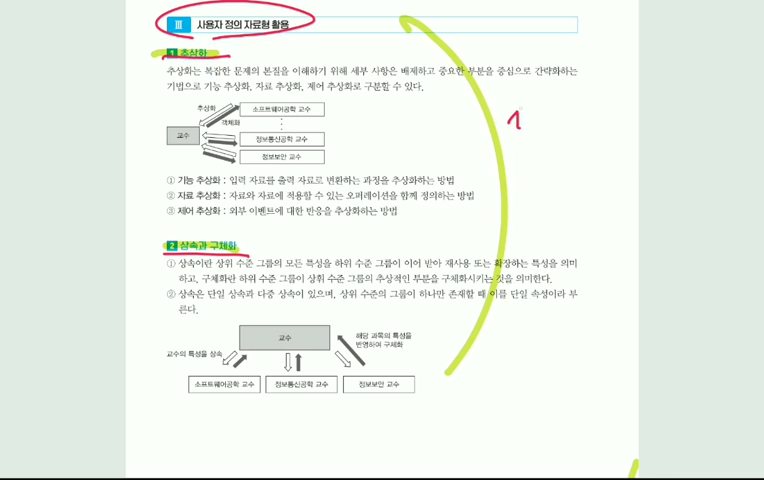 Ⅲ 사용자 정의 자료형 활용
1 추상화
추상화는 복잡한 문제의 본질을 이해하기 위해 세부 사항은 배제하고 중요한 부분을 중심으로 간략화하는
기법으로 기능 추상화, 자료 추상화, 제어 추상화로 구분할 수 있다.
추상화
소프트웨어공학 교수
객체화
교수
정보통신공학 교수
정보보안 교수
1
① 기능 추상화 : 입력 자료를 출력 자료로 변환하는 과정을 추상화하는 방법
② 자료 추상화 : 자료와 자료에 적용할 수 있는 오퍼레이션을 함께 정의하는 방법
③ 제어 추상화 : 외부 이벤트에 대한 반응을 추상화하는 방법
2 상속과 구체화
① 상속이란 상위 수준 그룹의 모든 특성을 하위 수준 그룹이 이어 받아 재사용 또는 확장하는 특성을 의미
하고, 구체화란 하위 수준 그룹이 상위 수준 그룹의 추상적인 부분을 구체화시키는 것을 의미한다.
② 상속은 단일 상속과 다중 상속이 있으며, 상위 수준의 그룹이 하나만 존재할 때 이를 단일 속성이라 부
른다.
교수
해당 과목의 특성을
반영하여 구체화
교수의 특성을 상속
소프트웨어공학 교수
정보통신공학 교수
정보보안 교수